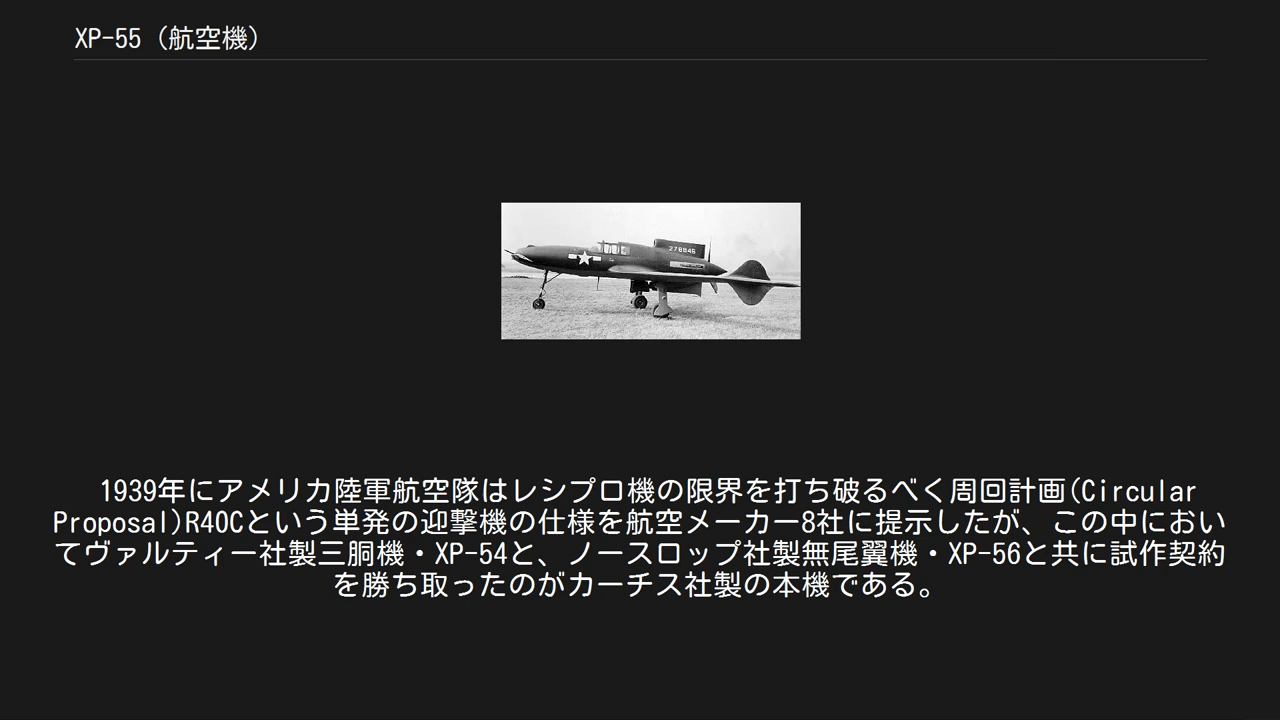 XP-55（航空機）
278846
1939年にアメリカ陸軍航空隊はレシプロ機の限界を打ち破るべく周回計画(Circular
Proposal)R40Cという単発の迎撃機の仕様を航空メーカー8社に提示したが、この中におい
てヴァルティー社製三胴機・XP-54と、ノースロップ社製無尾翼機・XP-56と共に試作契約
を勝ち取ったのがカーチス社製の本機である。